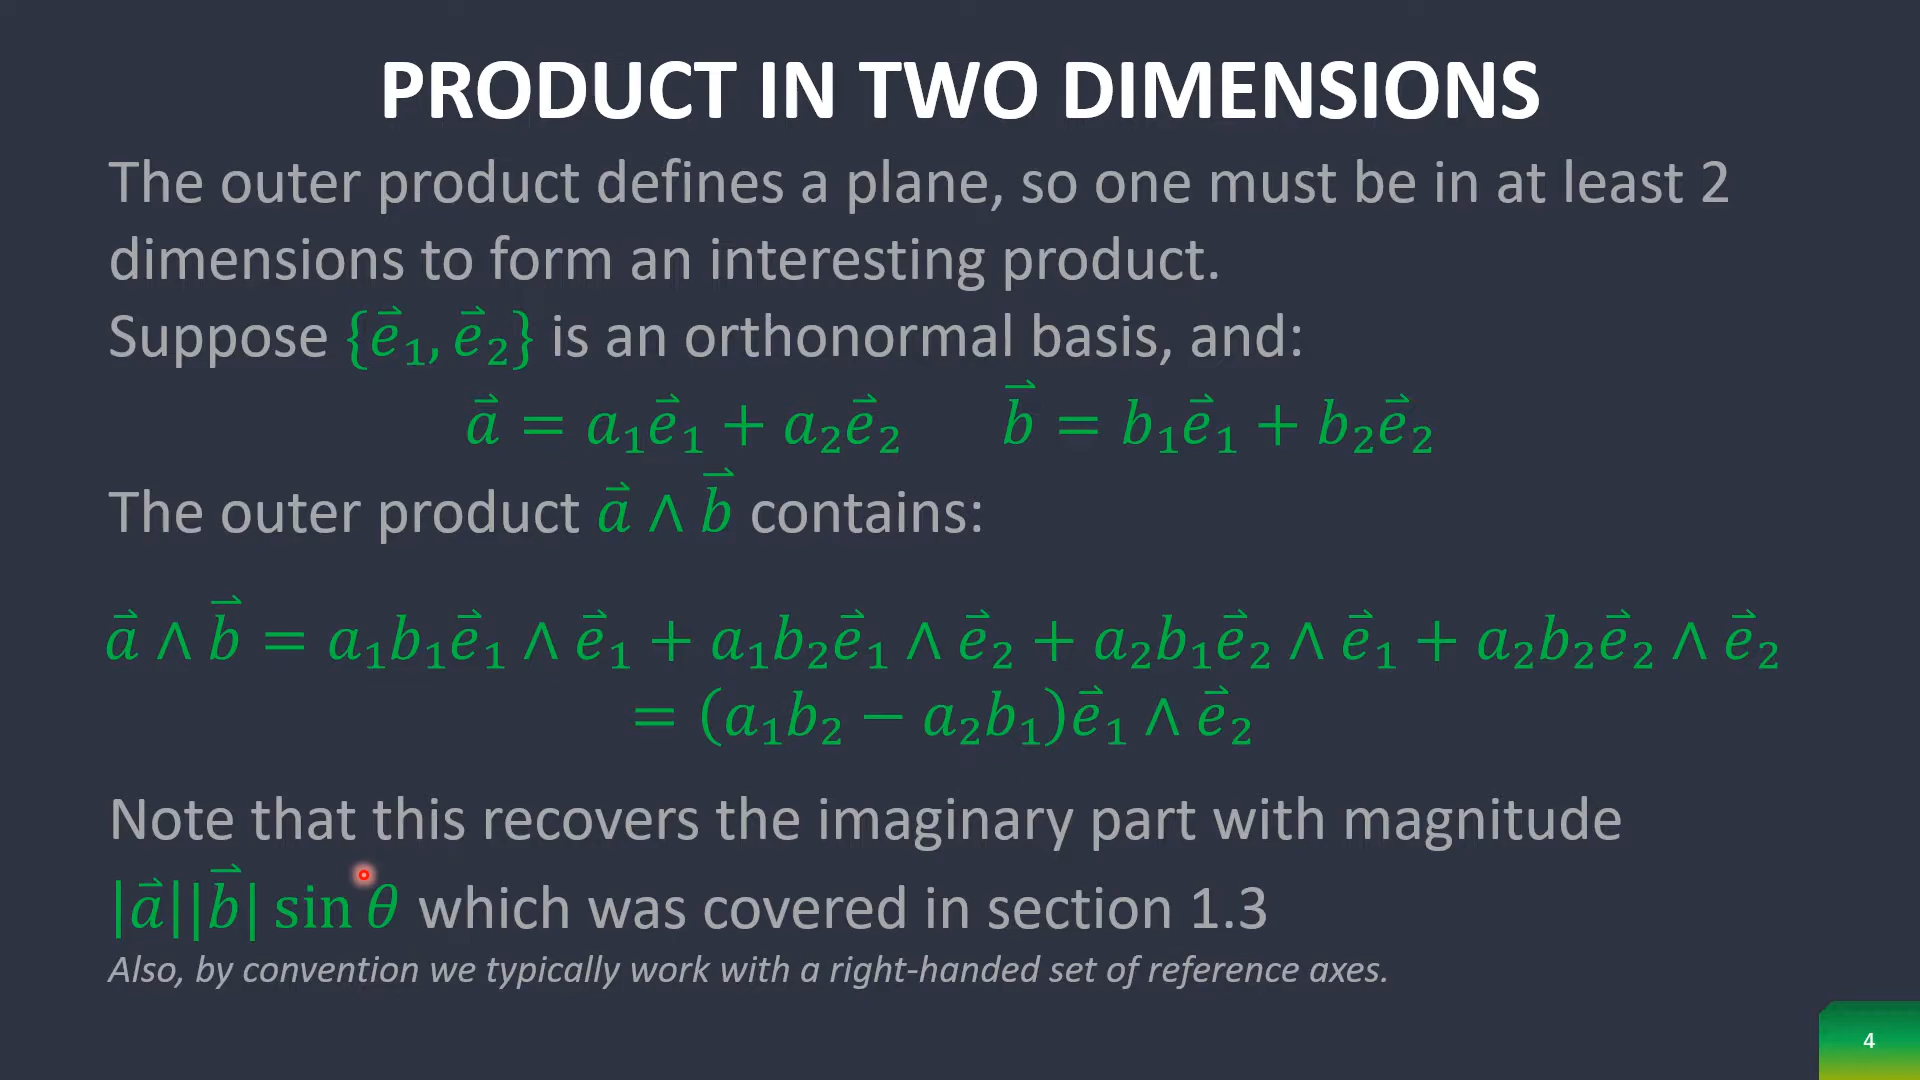 PRODUCT IN TWO DIMENSIONS
The outer product defines a plane, so one must be in at least 2
dimensions to form an interesting product.
Suppose {e⃗₁, e⃗₂} is an orthonormal basis, and:
a⃗ = a₁e⃗₁ + a₂e⃗₂  b⃗ = b₁e⃗₁ + b₂e⃗₂
The outer product a⃗ ∧ b⃗ contains:
a⃗ ∧ b⃗ = a₁b₁e⃗₁ ∧ e⃗₁ + a₁b₂e⃗₁ ∧ e⃗₂ + a₂b₁e⃗₂ ∧ e⃗₁ + a₂b₂e⃗₂ ∧ e⃗₂
= (a₁b₂ − a₂b₁)e⃗₁ ∧ e⃗₂
Note that this recovers the imaginary part with magnitude
|a⃗||b⃗| sin θ which was covered in section 1.3
Also, by convention we typically work with a right-handed set of reference axes.
4